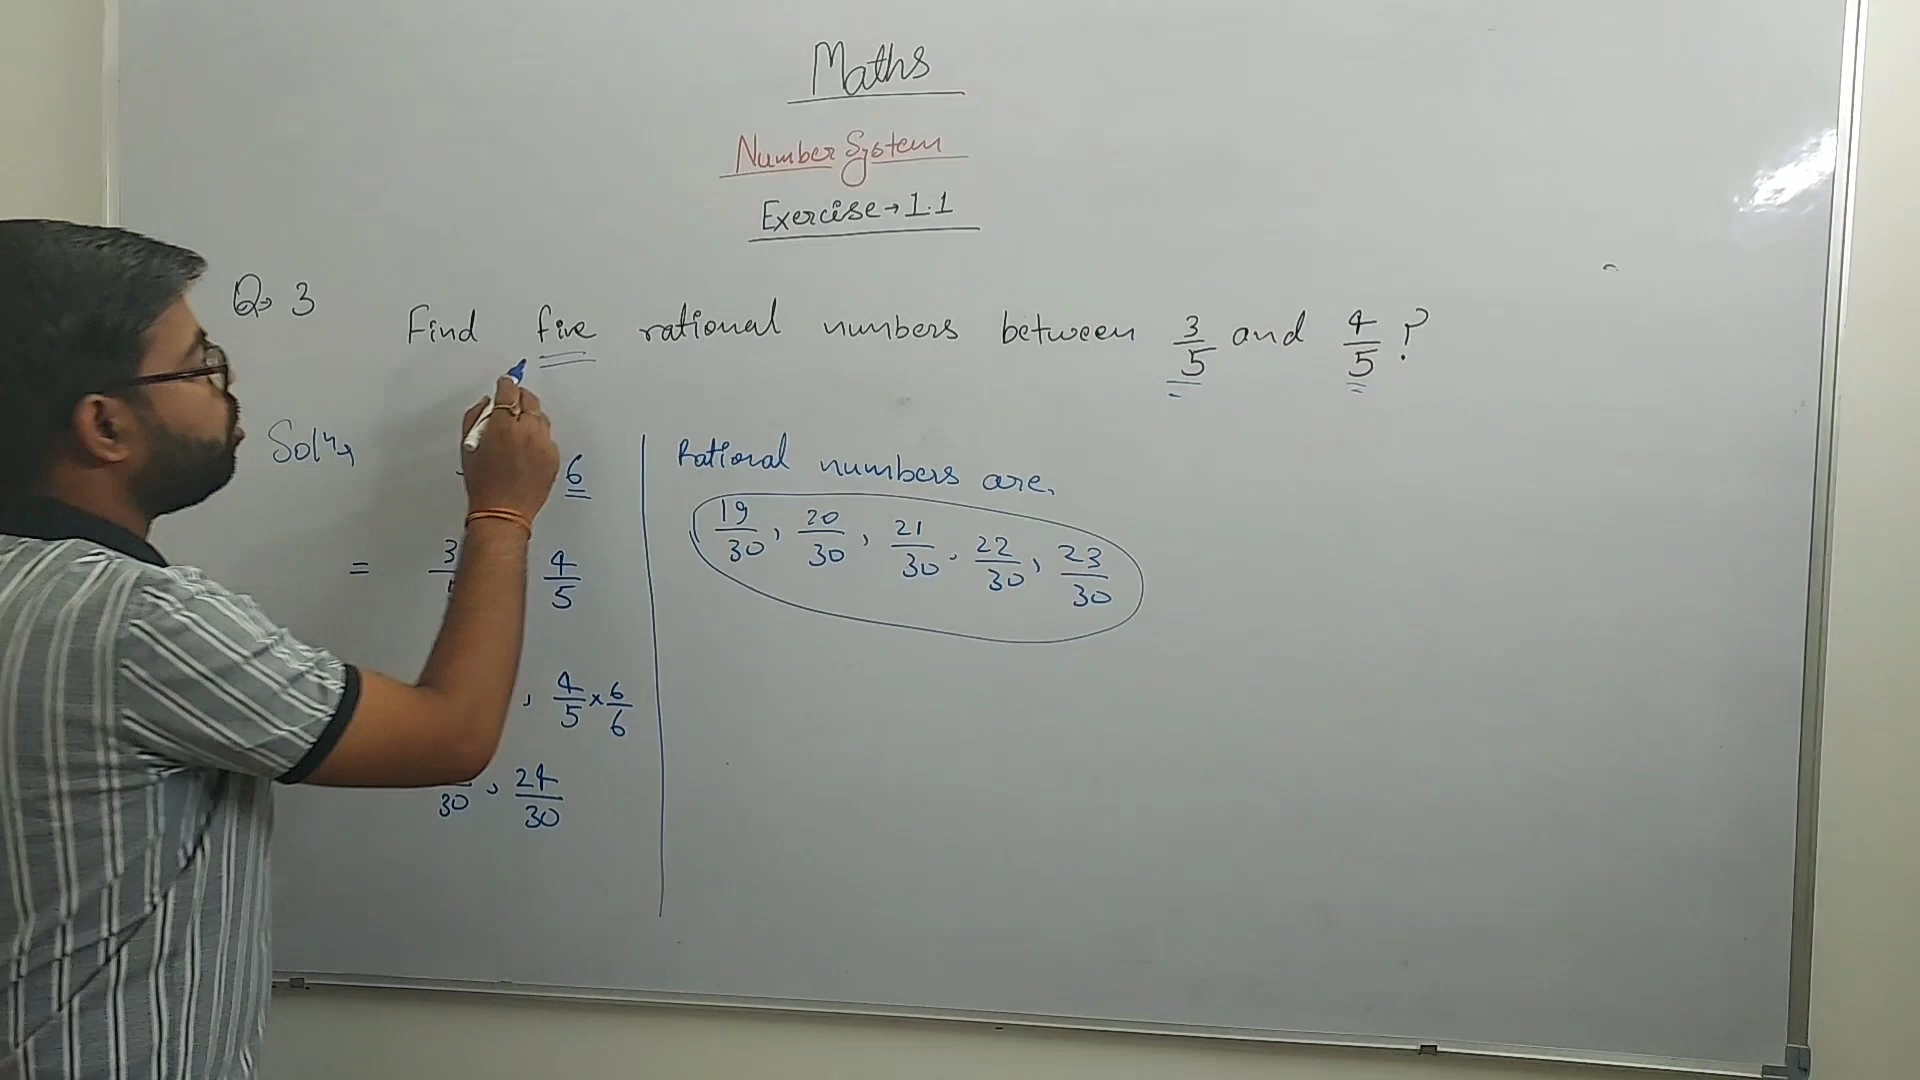 Maths
Number System
Exercise → 1.1
Q→ 3 Find five rational numbers between 3/5 and 4/5 ?
Solⁿ→ 6
= 3 4/5
, 4/5 × 6/6
30 , 24/30
Rational numbers are,
19/30 , 20/30 , 21/30 , 22/30 , 23/30